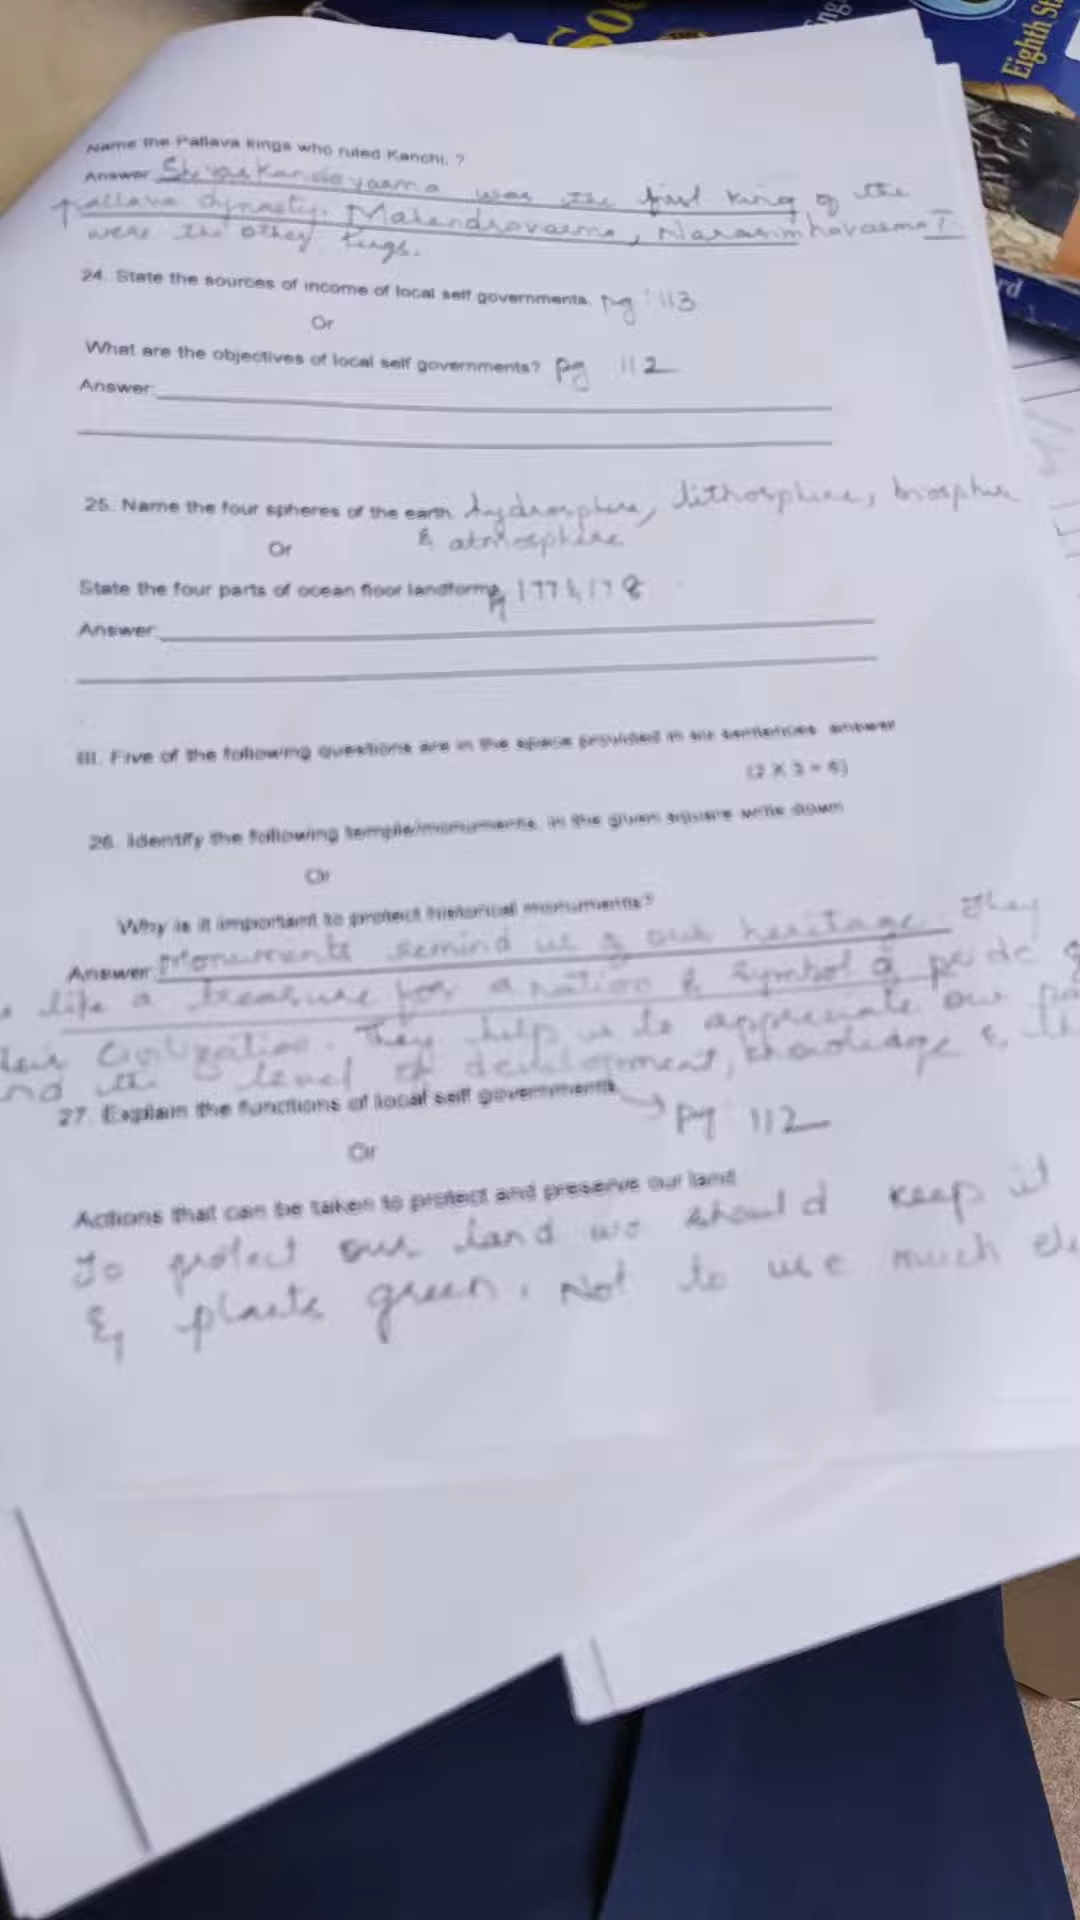 Eighth St
Name the Pallava kings who ruled Kanchi. ?
Answer Shivaskandavarma was the first king of the
Pallava dynasty. Mahendravarma, Narasimhavarma I
were the other kings.
24. State the sources of income of local self governments. pg : 113
Or
What are the objectives of local self governments? pg 112
Answer:
25. Name the four spheres of the earth. hydrosphere, lithosphere, biosphere
& atmosphere
Or
State the four parts of ocean floor landforms pg 177 & 178
Answer:
III. Five of the following questions are in the space provided in six sentences answer
26. Identify the following temple/monuments, in the given square write down
Or
Why is it important to protect historical monuments?
Answer: Monuments remind us of our heritage. They
like a treasure for a nation & symbol of pride of
their civilization. They help us to appreciate our
the level of development, knowledge &
27. Explain the functions of local self governments → pg 112
Or
Actions that can be taken to protect and preserve our land
To protect our land we should keep it
& plants green. Not to use much